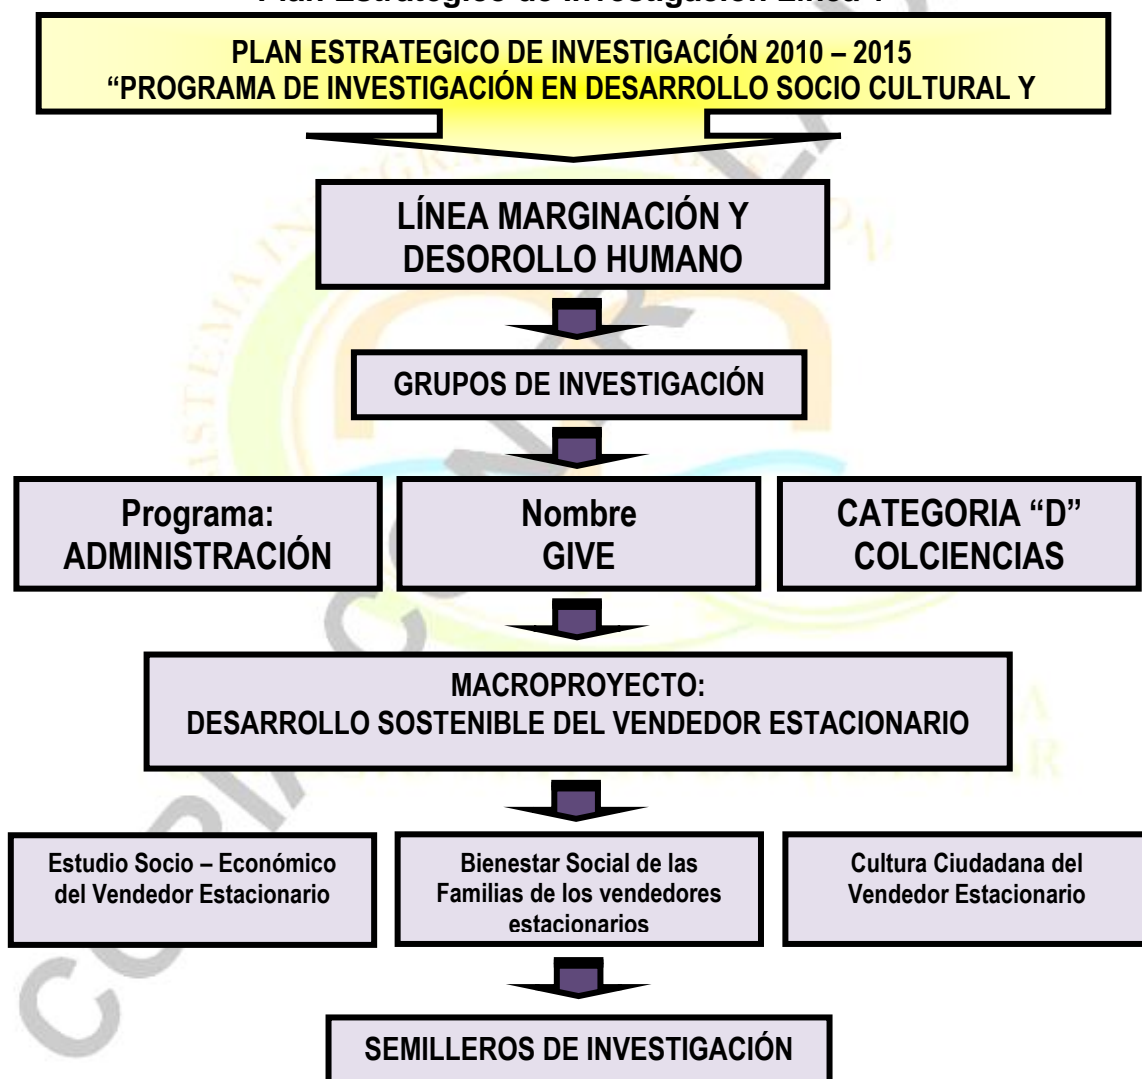 PLAN ESTRATEGICO DE INVESTIGACIÓN 2010 – 2015
“PROGRAMA DE INVESTIGACIÓN EN DESARROLLO SOCIO CULTURAL Y
LÍNEA MARGINACIÓN Y
DESOROLLO HUMANO
GRUPOS DE INVESTIGACIÓN
Programa:
ADMINISTRACIÓN
Nombre
GIVE
CATEGORIA “D”
COLCIENCIAS
MACROPROYECTO:
DESARROLLO SOSTENIBLE DEL VENDEDOR ESTACIONARIO
Estudio Socio – Económico
del Vendedor Estacionario
Bienestar Social de las
Familias de los vendedores
estacionarios
Cultura Ciudadana del
Vendedor Estacionario
SEMILLEROS DE INVESTIGACIÓN
COPIA
SISTEMA